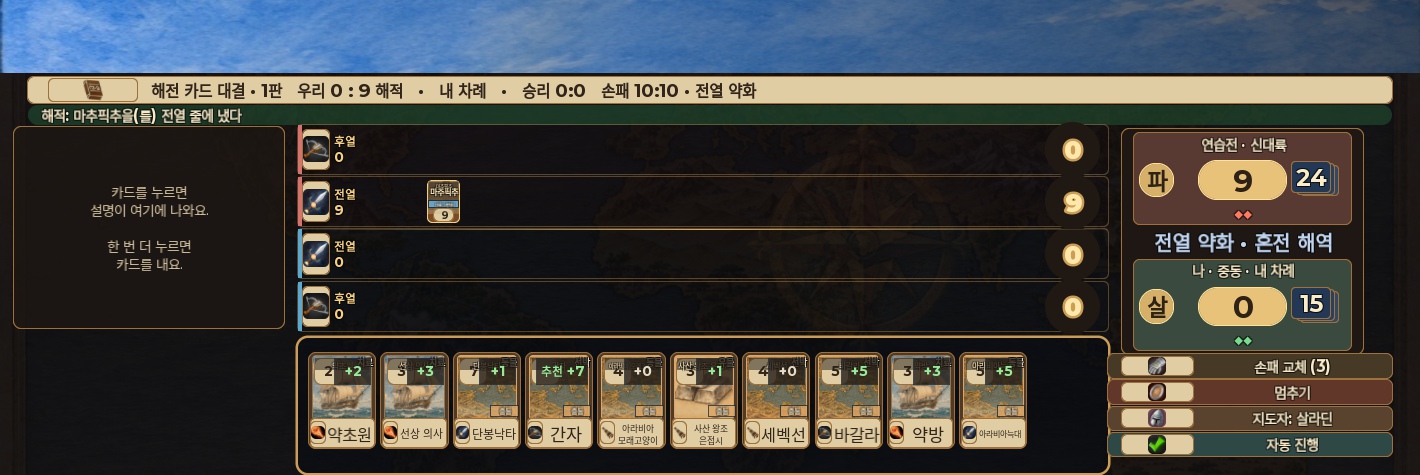 해전 카드 대결 • 1판 우리 0 : 9 해적 • 내 차례 • 승리 0:0 손패 10:10 • 전열 약화
해적: 마추픽추을(를) 전열 줄에 냈다
카드를 누르면
설명이 여기에 나와요.
한 번 더 누르면
카드를 내요.
후열
0
0
전열
9
마추픽추
9
9
전열
0
0
후열
0
0
연습전 · 신대륙
파
9
24
전열 약화 • 혼전 해역
나 · 중동 · 내 차례
살
0
15
2 +2
약초원
3 +3
선상 의사
7 +1
단봉낙타
추천 +7
간자
4 +0
아라비아
모래고양이
3 +1
사산 왕조
은접시
4 +0
세벡선
5 +5
바갈라
3 +3
약방
5 +5
아라비아늑대
손패 교체 (3)
멈추기
지도자: 살라딘
자동 진행